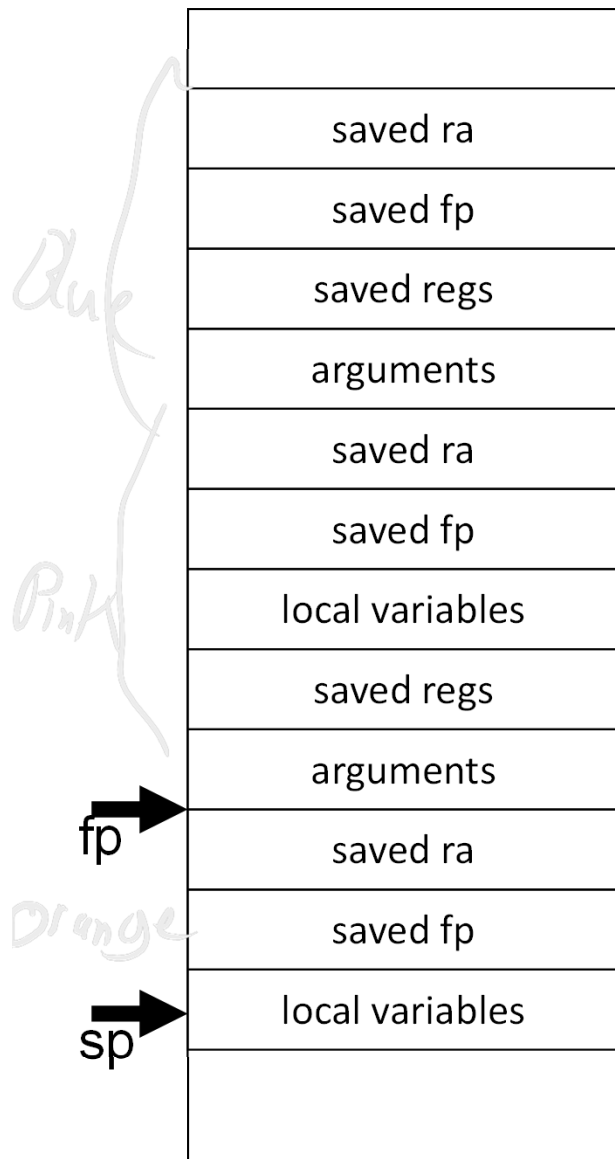 saved ra
saved fp
Blue
saved regs
arguments
saved ra
saved fp
Pink
local variables
saved regs
arguments
fp
saved ra
Orange
saved fp
sp
local variables